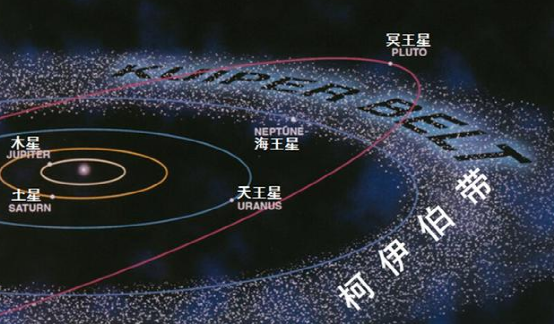 冥王星
PLUTO
KUIPER BELT
NEPTUNE
海王星
木星
JUPITER
土星
SATURN
天王星
URANUS
柯伊伯带